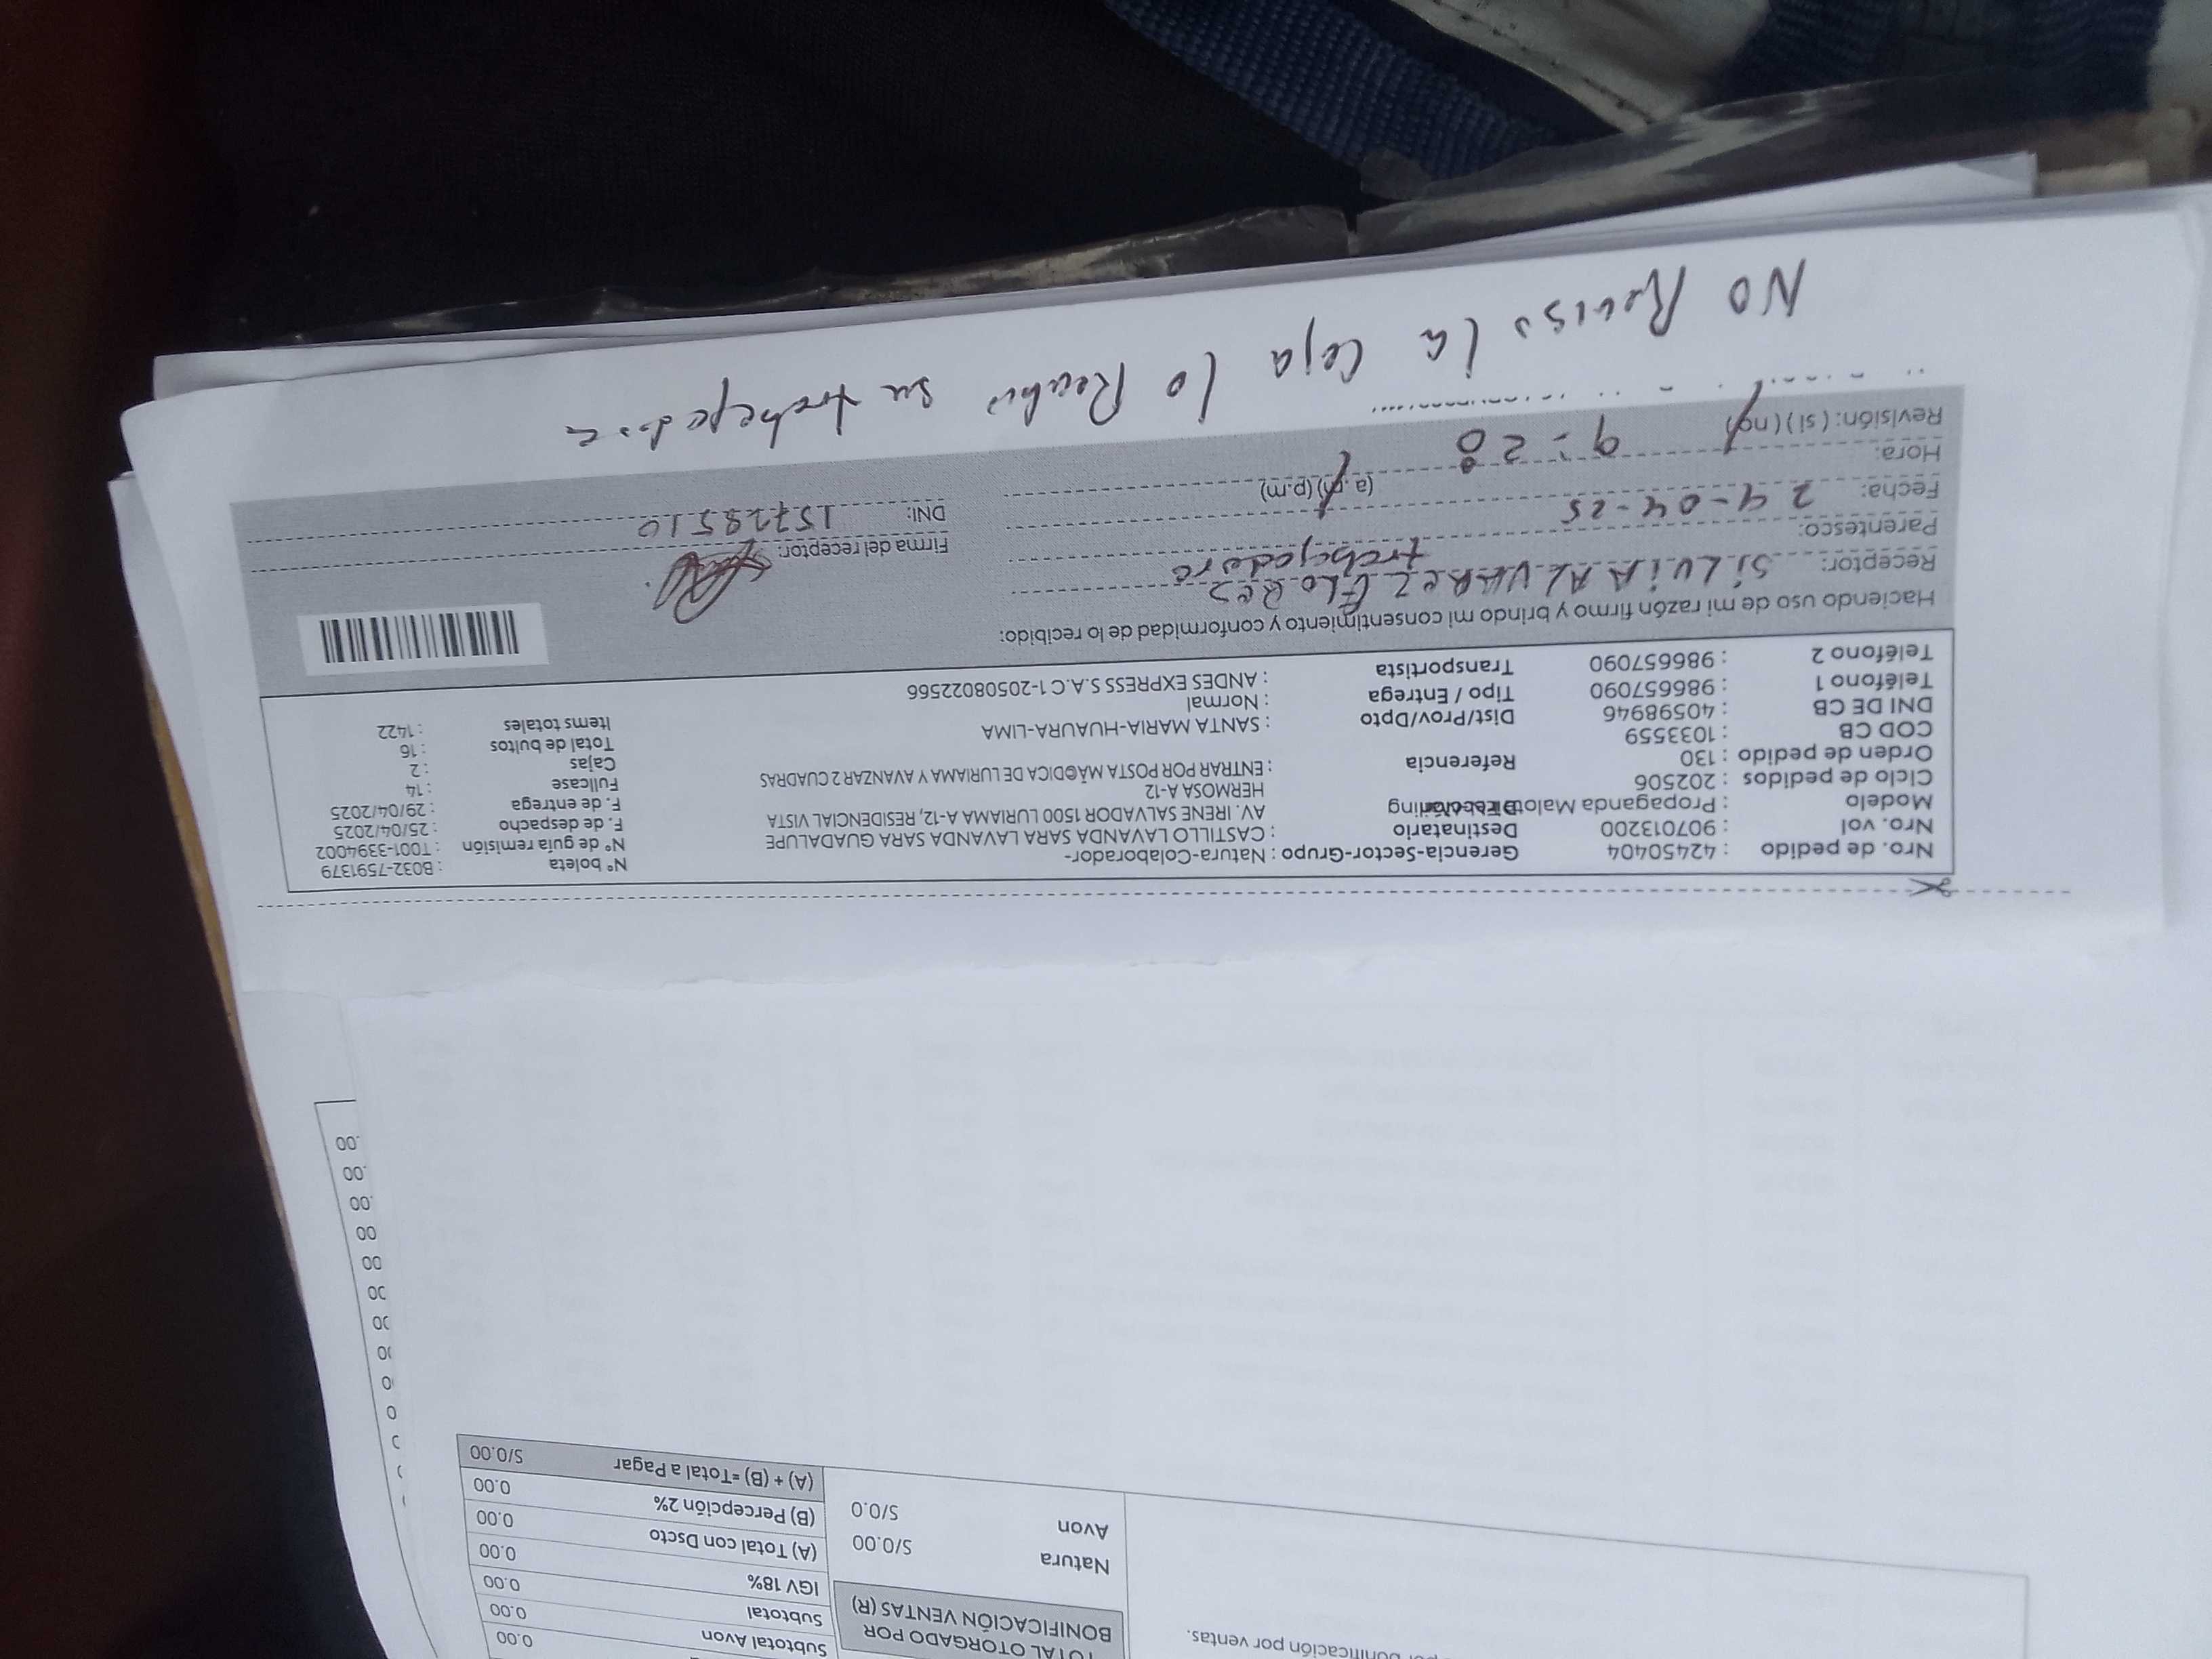 bonificación por ventas.
TOTAL OTORGADO POR
BONIFICACIÓN VENTAS (R)
Natura S/0.00
Avon S/0.0
Subtotal Avon 0.00
Subtotal 0.00
IGV 18% 0.00
(A) Total con Dscto 0.00
(B) Percepción 2% 0.00
(A) + (B) =Total a Pagar S/0.00
Nro. de pedido : 42450404
Nro. vol : 907013200
Modelo : Propaganda Malote
Ciclo de pedidos : 202506
Orden de pedido : 130
COD CB : 1033559
DNI DE CB : 40598946
Teléfono 1 : 986657090
Teléfono 2 : 986657090
Gerencia-Sector-Grupo : Natura-Colaborador-
Destinatario : CASTILLO LAVANDA SARA LAVANDA SARA GUADALUPE
Dirección AV. IRENE SALVADOR 1500 LURIAMA A-12, RESIDENCIAL VISTA
HERMOSA A-12
Referencia : ENTRAR POR POSTA MÃ©DICA DE LURIAMA Y AVANZAR 2 CUADRAS
Dist/Prov/Dpto : SANTA MARIA-HUAURA-LIMA
Tipo / Entrega : Normal
Transportista : ANDES EXPRESS S.A.C 1-20508022566
N° boleta : B032-7591379
N° de guía remisión : T001-3394002
F. de despacho : 25/04/2025
F. de entrega : 29/04/2025
Fullcase : 14
Cajas : 2
Total de bultos : 16
Items totales : 1422
Haciendo uso de mi razón firmo y brindo mi consentimiento y conformidad de lo recibido:
Receptor: SiLUiA ALVAREZ FLORES
Parentesco: trabajadora
Fecha: 29-04-25
Hora: 9:28 (a.m) (p.m)
Revisión: (si) (no)
Firma del receptor:
DNI: 15728510
NO Reviso la Caja lo Recibio su trabajadora